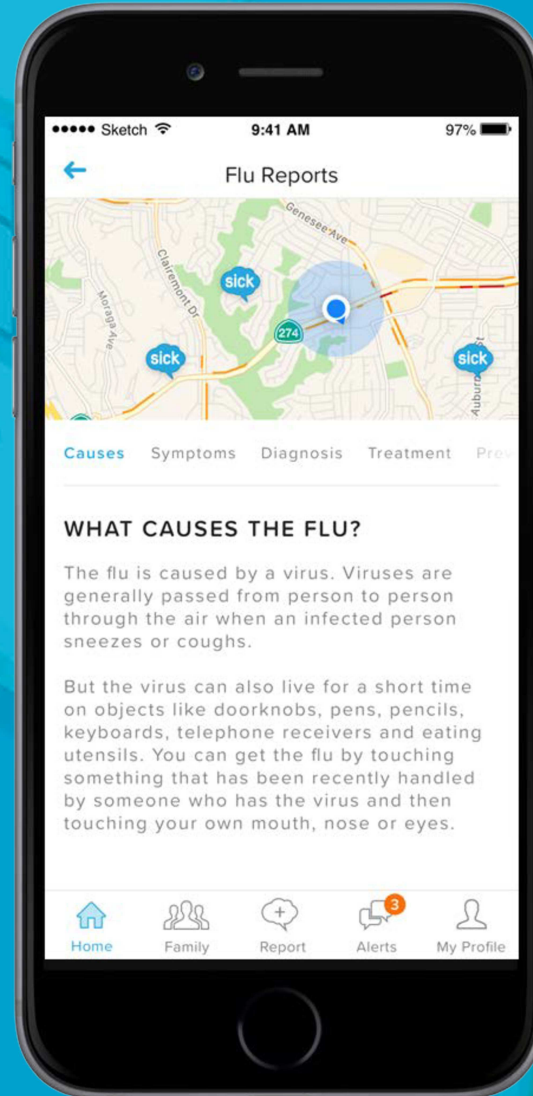 Sketch 9:41 AM 97%
Flu Reports
Genesee Ave
Clairemont Dr
sick
Moraga Ave
274
sick
sick
Auburn St
Causes Symptoms Diagnosis Treatment Prev
WHAT CAUSES THE FLU?
The flu is caused by a virus. Viruses are
generally passed from person to person
through the air when an infected person
sneezes or coughs.
But the virus can also live for a short time
on objects like doorknobs, pens, pencils,
keyboards, telephone receivers and eating
utensils. You can get the flu by touching
something that has been recently handled
by someone who has the virus and then
touching your own mouth, nose or eyes.
3
Home Family Report Alerts My Profile